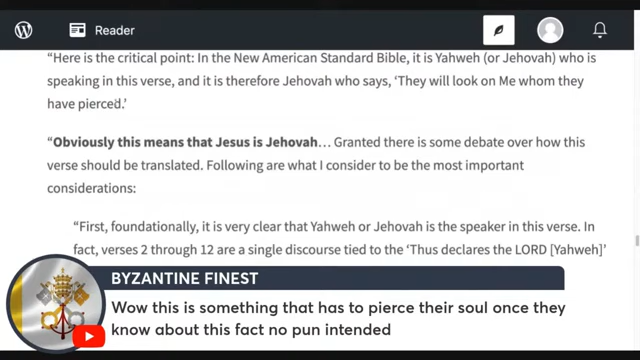 Reader
“Here is the critical point: In the New American Standard Bible, it is Yahweh (or Jehovah) who is
speaking in this verse, and it is therefore Jehovah who says, ‘They will look on Me whom they
have pierced.’
“Obviously this means that Jesus is Jehovah… Granted there is some debate over how this
verse should be translated. Following are what I consider to be the most important
considerations:
“First, foundationally, it is very clear that Yahweh or Jehovah is the speaker in this verse. In
fact, verses 2 through 12 are a single discourse tied to the ‘Thus declares the LORD [Yahweh]’
BYZANTINE FINEST
Wow this is something that has to pierce their soul once they
know about this fact no pun intended